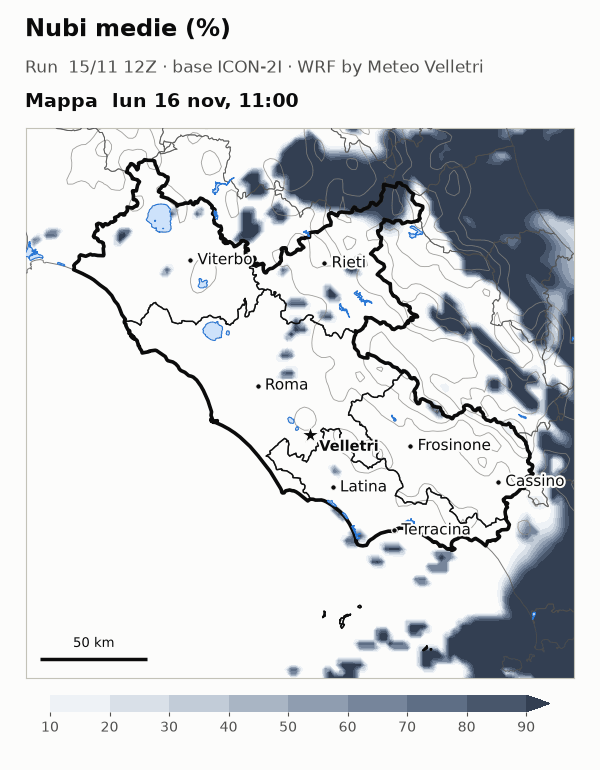 Nubi medie (%)
Run 15/11 12Z · base ICON-2I · WRF by Meteo Velletri
Mappa lun 16 nov, 11:00
Viterbo
Rieti
Roma
Velletri
Frosinone
Cassino
Latina
Terracina
50 km
10 20 30 40 50 60 70 80 90